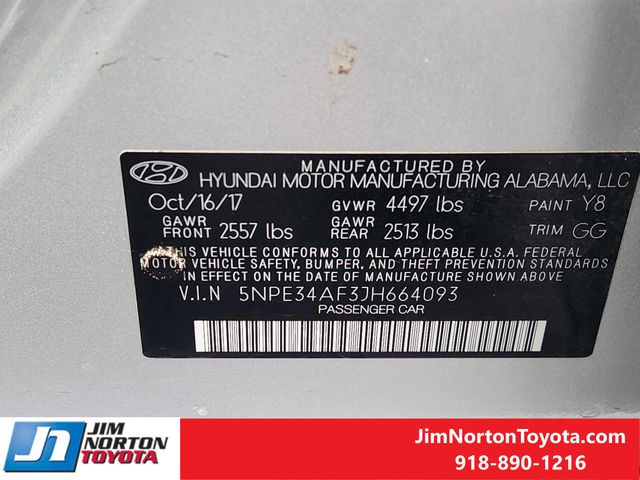 MANUFACTURED BY
HYUNDAI MOTOR MANUFACTURING ALABAMA, LLC
Oct/16/17 GVWR 4497 lbs PAINT Y8
GAWR FRONT 2557 lbs GAWR REAR 2513 lbs TRIM GG
THIS VEHICLE CONFORMS TO ALL APPLICABLE U.S.A. FEDERAL
MOTOR VEHICLE SAFETY, BUMPER, AND THEFT PREVENTION STANDARDS
IN EFFECT ON THE DATE OF MANUFACTURE SHOWN ABOVE
V.I.N 5NPE34AF3JH664093
PASSENGER CAR
JIM
NORTON
TOYOTA
JimNortonToyota.com
918-890-1216